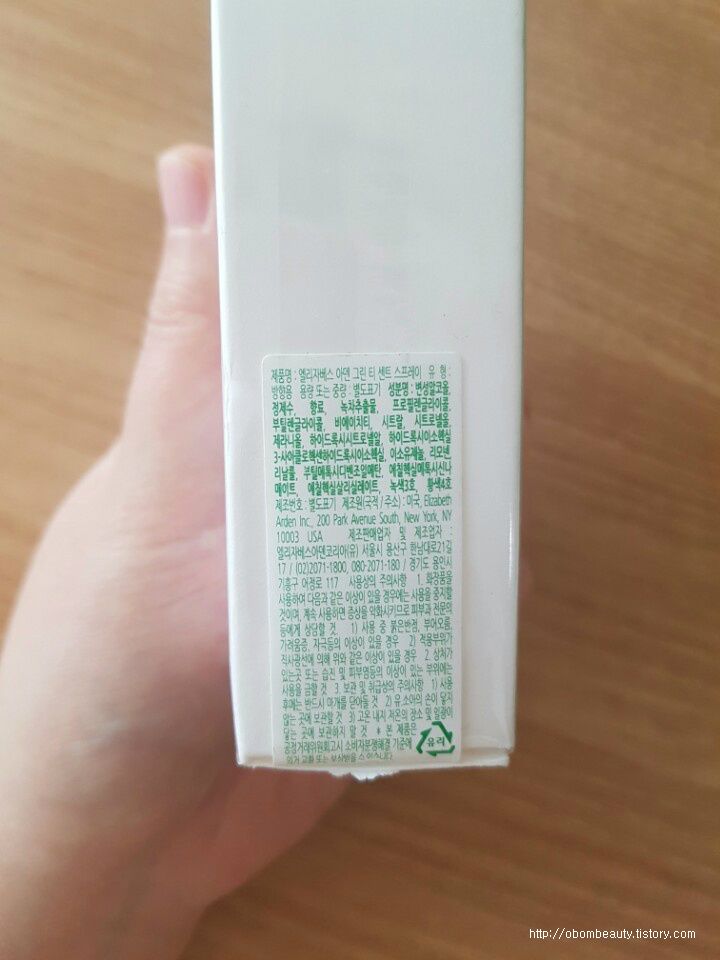 제품명 : 엘리자베스 아덴 그린 티 센트 스프레이 유 형 :
방향용 용량 또는 중량 : 별도표기 성분명 : 변성알코올,
정제수, 향료, 녹차추출물, 프로필렌글라이콜,
부틸렌글라이콜, 비에이치티, 시트랄, 시트로넬올,
제라니올, 하이드록시시트로넬알, 하이드록시이소헥실
3-사이클로헥센하이드록시이소헥실, 이소유제놀, 리모넨,
리날룰, 부틸메톡시디벤조일메탄, 에칠헥실메톡시신나
메이트, 에칠헥실살리실레이트, 녹색3호, 황색4호
제조번호 : 별도표기 제조원(국적/주소) : 미국, Elizabeth
Arden Inc., 200 Park Avenue South, New York, NY
10003 USA 제조판매업자 및 제조업자 :
엘리자베스아덴코리아(유) 서울시 용산구 한남대로21길
17 / (02)2071-1800, 080-2071-180 / 경기도 용인시
기흥구 어정로 117 사용상의 주의사항 1. 화장품을
사용하여 다음과 같은 이상이 있을 경우에는 사용을 중지할
것이며, 계속 사용하면 증상을 악화시키므로 피부과 전문의
등에게 상담할 것 1) 사용 중 붉은반점, 부어오름,
가려움증, 자극등의 이상이 있을 경우 2) 적용부위가
직사광선에 의해 위와 같은 이상이 있을 경우 2. 상처가
있는곳 또는 습진 및 피부염등의 이상이 있는 부위에는
사용을 금할 것 3. 보관 및 취급상의 주의사항 1) 사용
후에는 반드시 마개를 닫아둘 것 2) 유.소아의 손이 닿지
않는 곳에 보관할 것 3) 고온 내지 저온의 장소 및 일광이
닿는 곳에 보관하지 말 것 * 본 제품은
공정거래위원회고시 소비자분쟁해결 기준에
의거 교환 또는 보상받을 수 있습니다.
유리
http://obombeauty.tistory.com